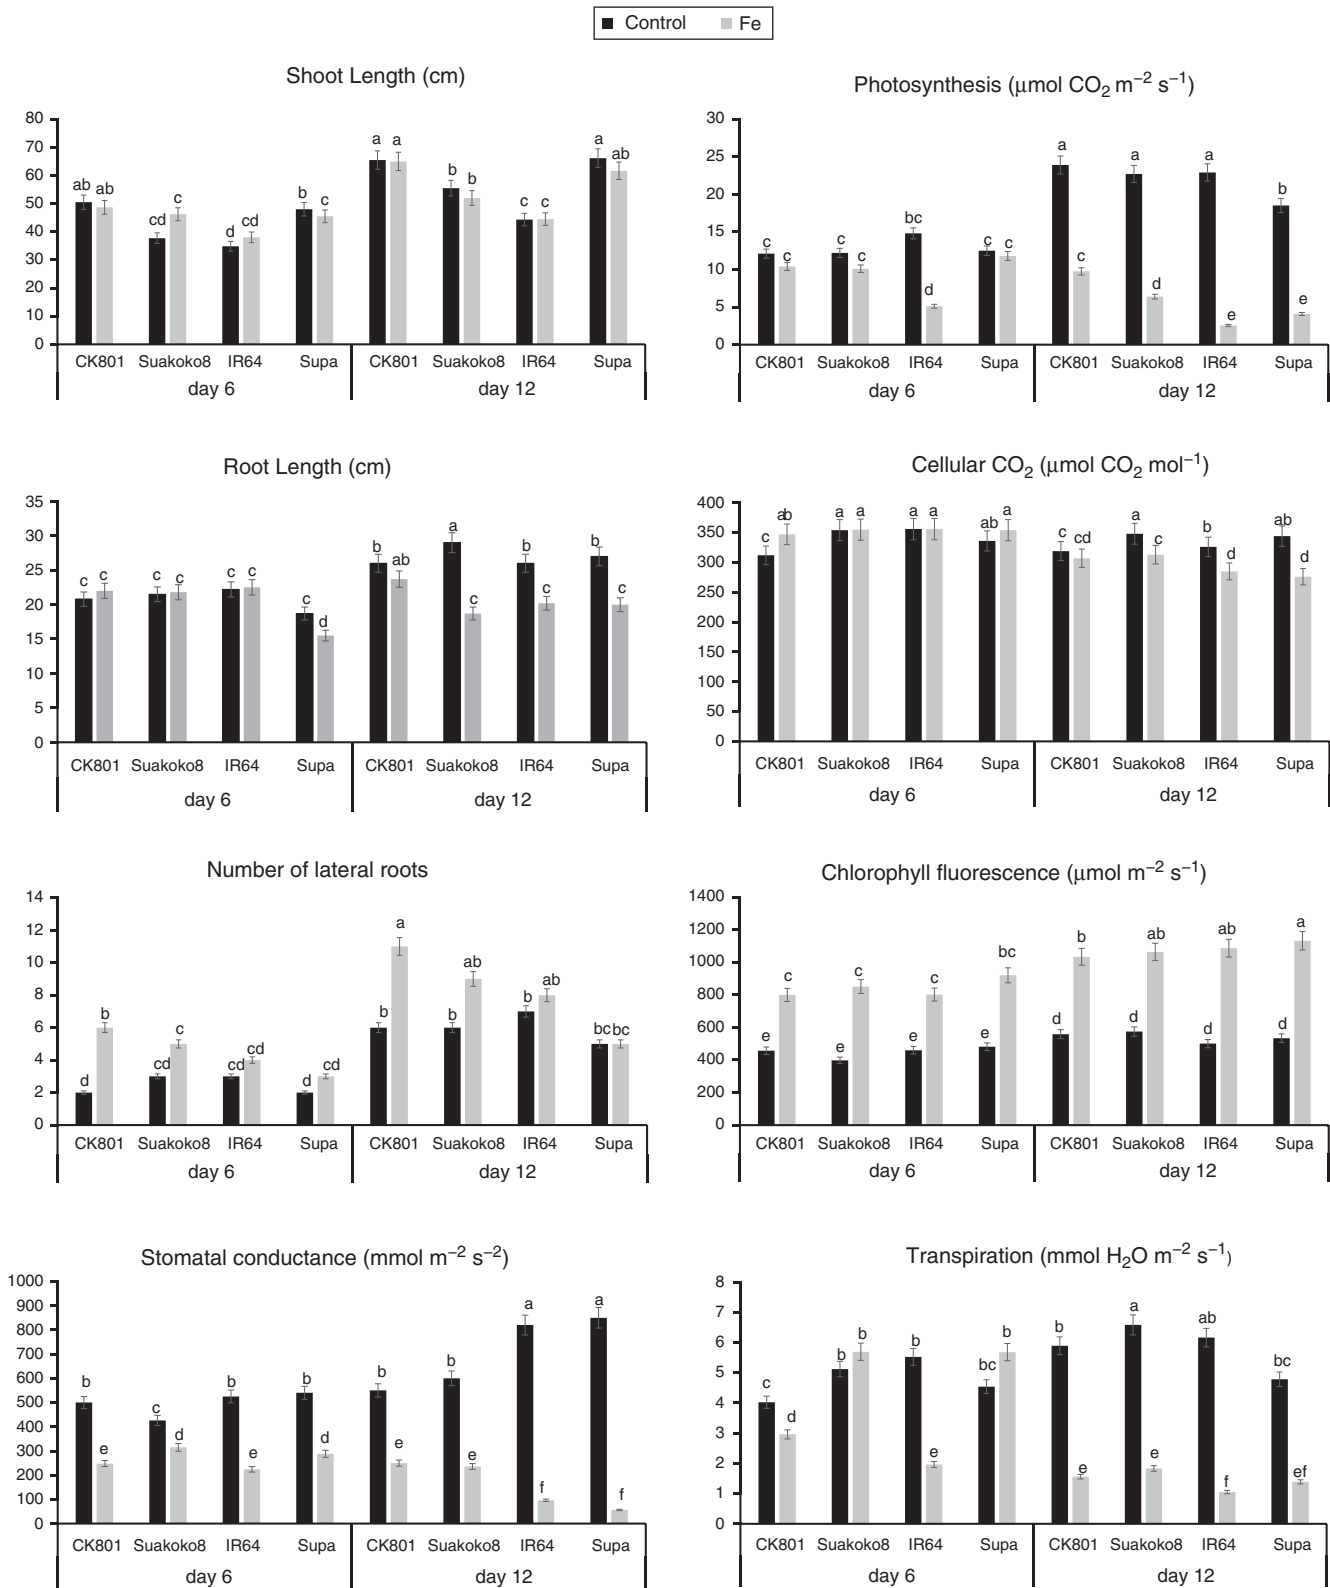 Control Fe
Shoot Length (cm)
80
70
60
50
40
30
20
10
0
ab ab cd c d cd b c a a b b c c a ab
CK801 Suakoko8 IR64 Supa CK801 Suakoko8 IR64 Supa
day 6 day 12
Photosynthesis (μmol CO₂ m⁻² s⁻¹)
30
25
20
15
10
5
0
c c c c bc d c c a c a d a e b e
CK801 Suakoko8 IR64 Supa CK801 Suakoko8 IR64 Supa
day 6 day 12
Root Length (cm)
35
30
25
20
15
10
5
0
c c c c c c c d b ab a c b c b c
CK801 Suakoko8 IR64 Supa CK801 Suakoko8 IR64 Supa
day 6 day 12
Cellular CO₂ (μmol CO₂ mol⁻¹)
400
350
300
250
200
150
100
50
0
c ab a a a a ab a c cd a c b d ab a
CK801 Suakoko8 IR64 Supa CK801 Suakoko8 IR64 Supa
day 6 day 12
Number of lateral roots
14
12
10
8
6
4
2
0
d b cd c cd cd d cd b a b ab b ab bc bc
CK801 Suakoko8 IR64 Supa CK801 Suakoko8 IR64 Supa
day 6 day 12
Chlorophyll fluorescence (μmol m⁻² s⁻¹)
1400
1200
1000
800
600
400
200
0
e c e c e c e bc d b d ab d ab d a
CK801 Suakoko8 IR64 Supa CK801 Suakoko8 IR64 Supa
day 6 day 12
Stomatal conductance (mmol m⁻² s⁻²)
1000
900
800
700
600
500
400
300
200
100
0
b e c d b e b d b e b e a f a f
CK801 Suakoko8 IR64 Supa CK801 Suakoko8 IR64 Supa
day 6 day 12
Transpiration (mmol H₂O m⁻² s⁻¹)
8
7
6
5
4
3
2
1
0
c d b b b e bc b b e a e ab f bc ef
CK801 Suakoko8 IR64 Supa CK801 Suakoko8 IR64 Supa
day 6 day 12